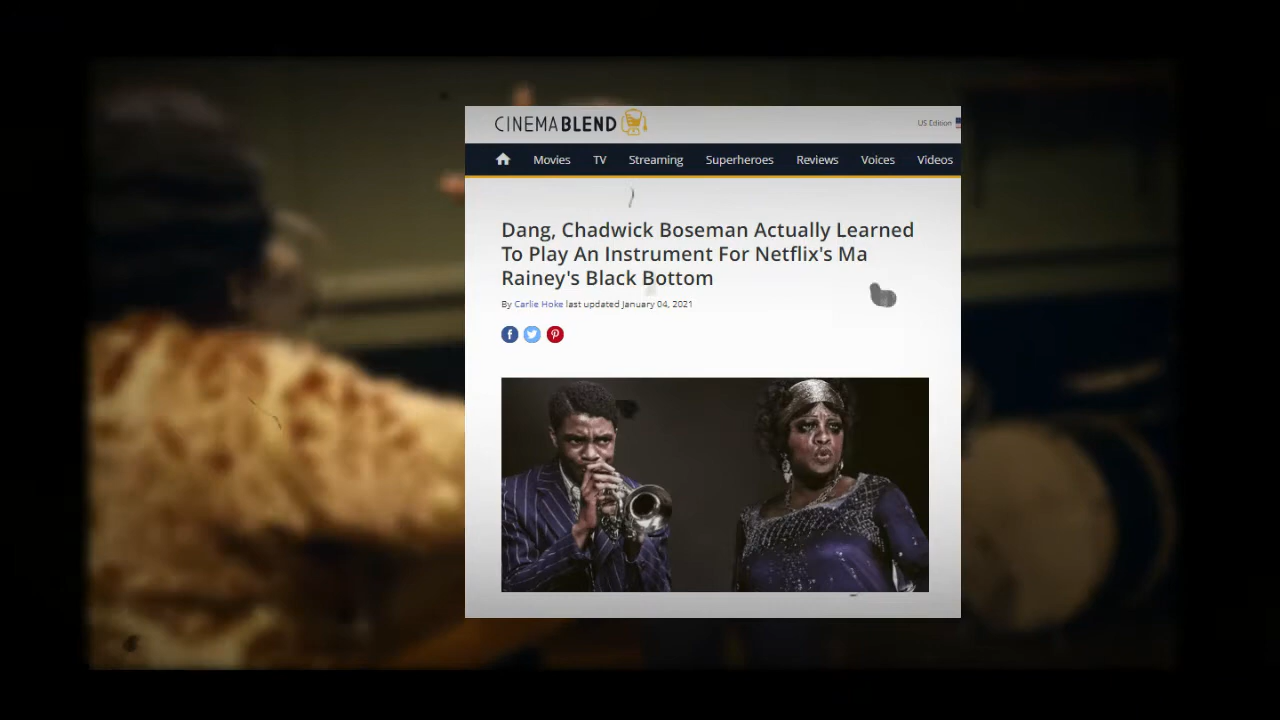 CINEMABLEND
US Edition
Movies TV Streaming Superheroes Reviews Voices Videos
Dang, Chadwick Boseman Actually Learned
To Play An Instrument For Netflix's Ma
Rainey's Black Bottom
By Carlie Hoke last updated January 04, 2021